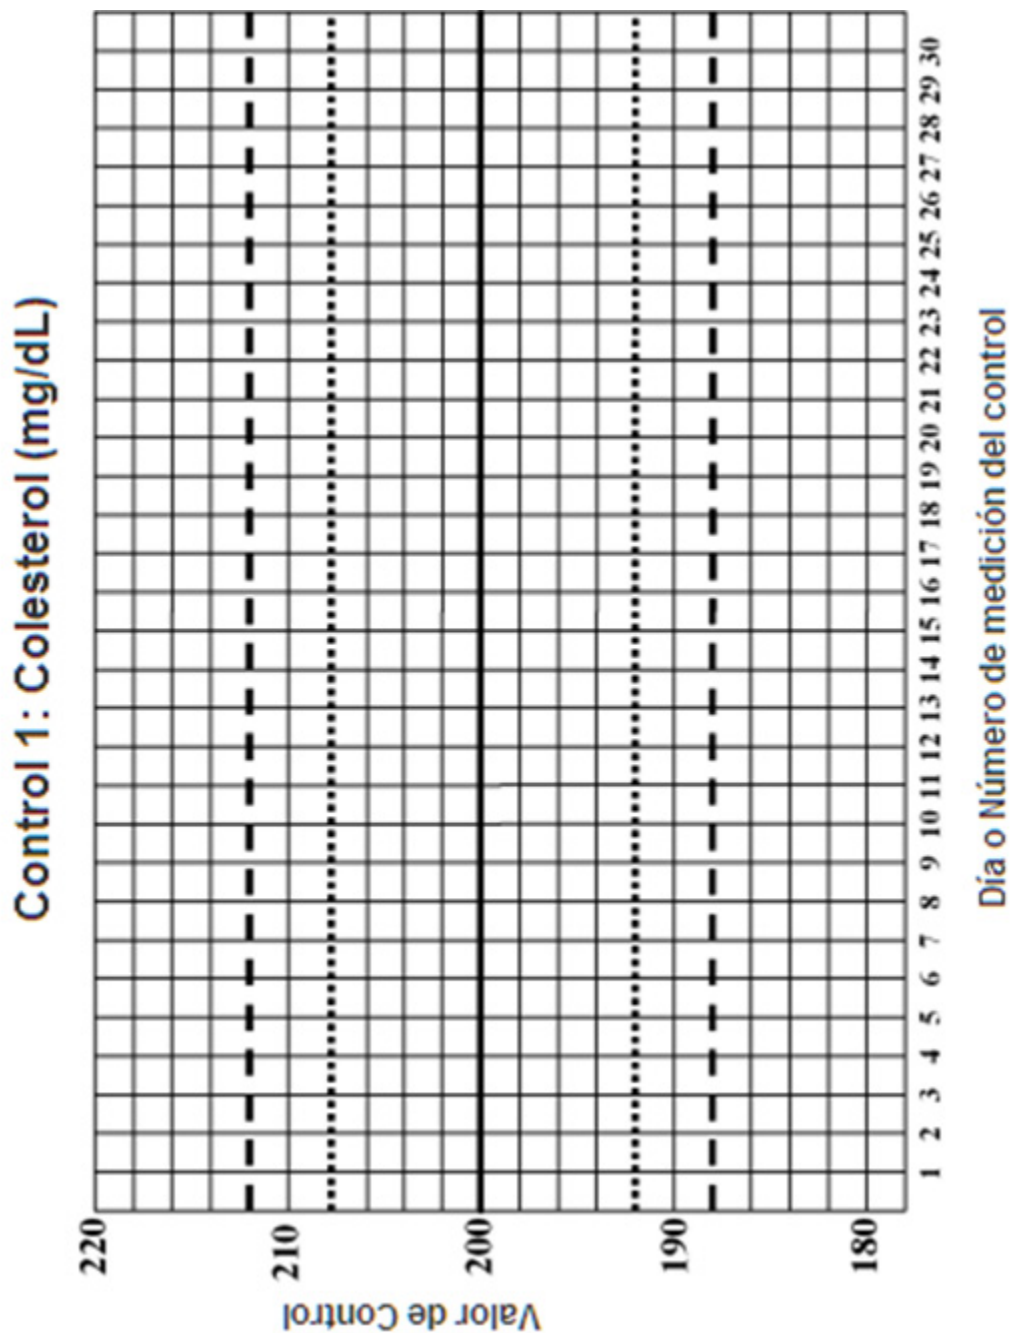 Control 1: Colesterol (mg/dL)
Valor de Control
220
210
200
190
180
1 2 3 4 5 6 7 8 9 10 11 12 13 14 15 16 17 18 19 20 21 22 23 24 25 26 27 28 29 30
Día o Número de medición del control